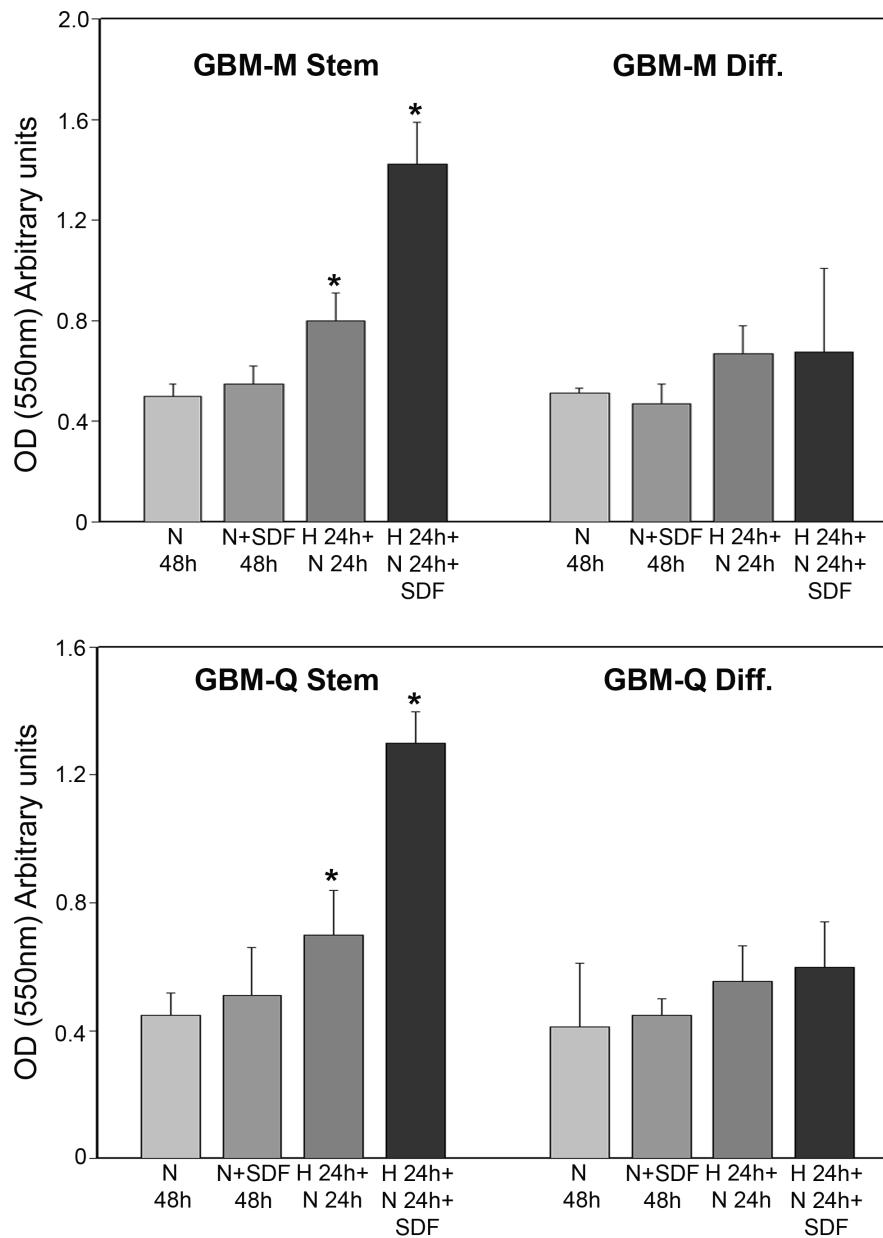 2.0
GBM-M Stem
GBM-M Diff.
*
1.6
1.2
*
0.8
0.4
0
OD (550nm) Arbitrary units
N
48h
N+SDF
48h
H 24h+
N 24h
H 24h+
N 24h+
SDF
N
48h
N+SDF
48h
H 24h+
N 24h
H 24h+
N 24h+
SDF
1.6
GBM-Q Stem
GBM-Q Diff.
*
1.2
*
0.8
0.4
0
OD (550nm) Arbitrary units
N
48h
N+SDF
48h
H 24h+
N 24h
H 24h+
N 24h+
SDF
N
48h
N+SDF
48h
H 24h+
N 24h
H 24h+
N 24h+
SDF